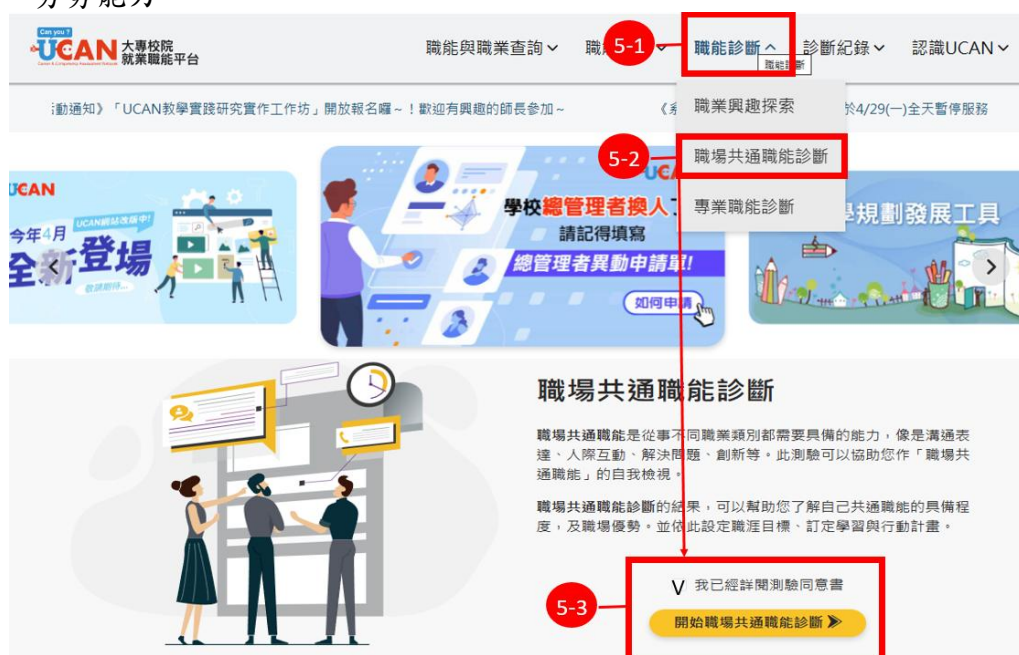 Can you ?
UCAN 大專校院
就業職能平台
職能與職業查詢
5-1
職能診斷
診斷紀錄
認識UCAN
職能診斷
動通知》「UCAN教學實踐研究實作工作坊」開放報名囉~！歡迎有興趣的師長參加~
4/29(一)全天暫停服務
職業興趣探索
5-2
職場共通職能診斷
專業職能診斷
UCAN
UCAN網站改版中!
今年4月
全新登場
敬請期待...
學校總管理者換人
請記得填寫
總管理者異動申請單!
如何申請
規劃發展工具
職場共通職能診斷
職場共通職能是從事不同職業類別都需要具備的能力，像是溝通表
達、人際互動、解決問題、創新等。此測驗可以協助您作「職場共
通職能」的自我檢視。
職場共通職能診斷的結果，可以幫助您了解自己共通職能的具備程
度，及職場優勢。並依此設定職涯目標、訂定學習與行動計畫。
V 我已經詳閱測驗同意書
5-3
開始職場共通職能診斷